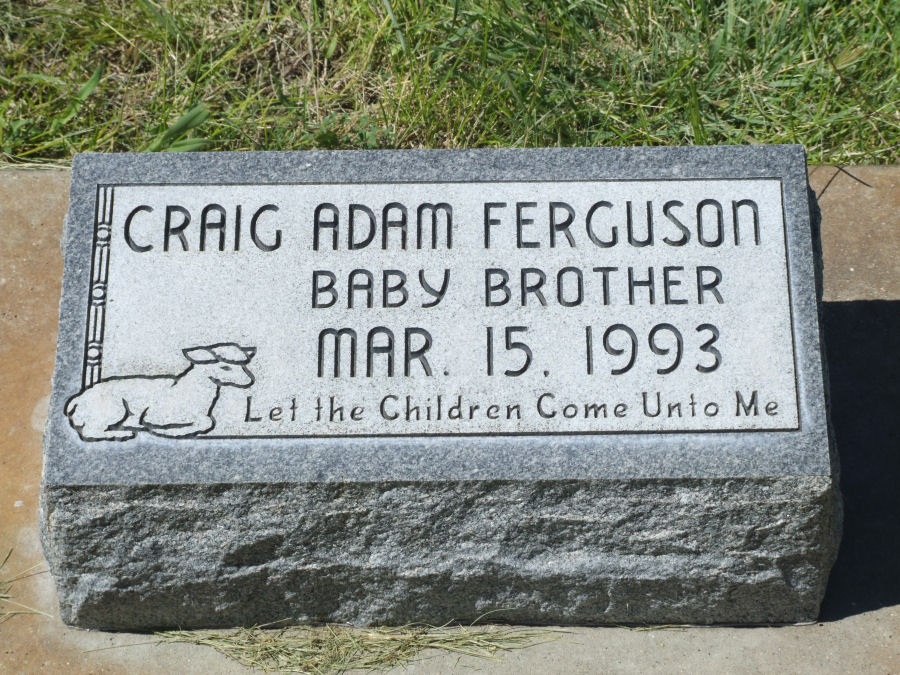 CRAIG ADAM FERGUSON
BABY BROTHER
MAR. 15, 1993
Let the Children Come Unto Me